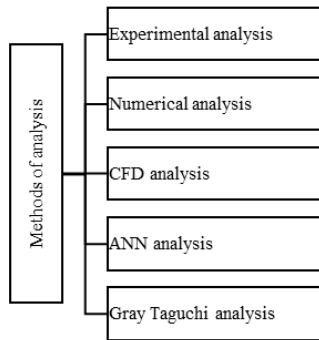 Methods of analysis
Experimental analysis
Numerical analysis
CFD analysis
ANN analysis
Gray Taguchi analysis